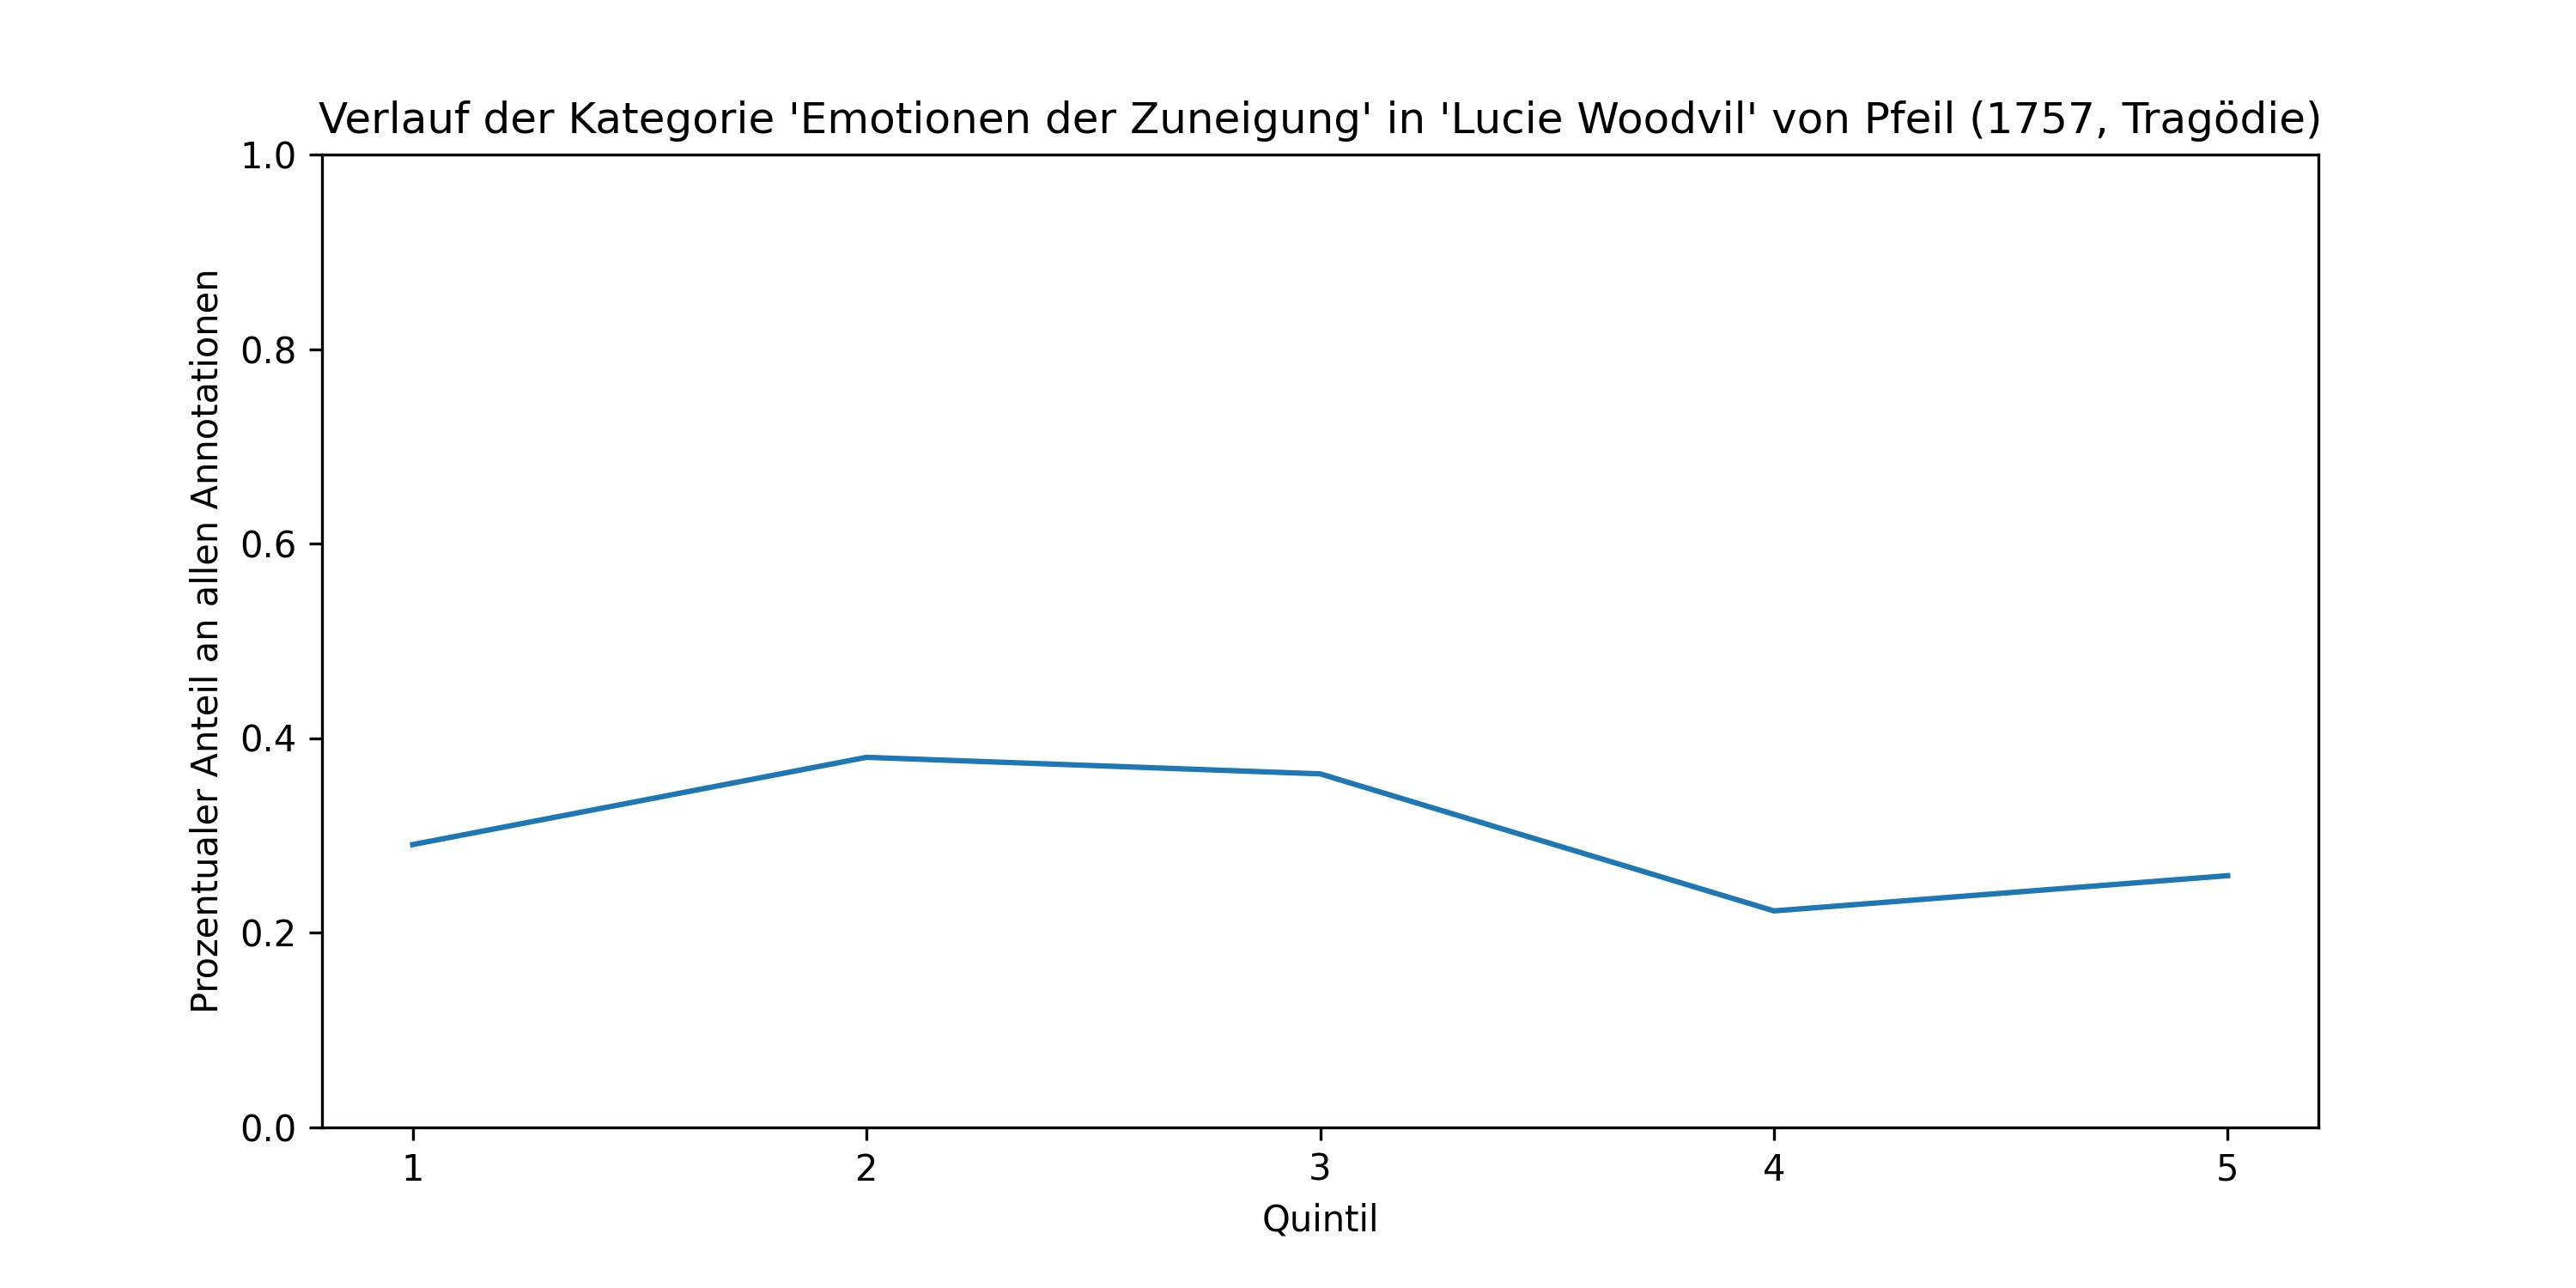 Verlauf der Kategorie 'Emotionen der Zuneigung' in 'Lucie Woodvil' von Pfeil (1757, Tragödie)
Prozentualer Anteil an allen Annotationen
1.0
0.8
0.6
0.4
0.2
0.0
1 2 3 4 5
Quintil